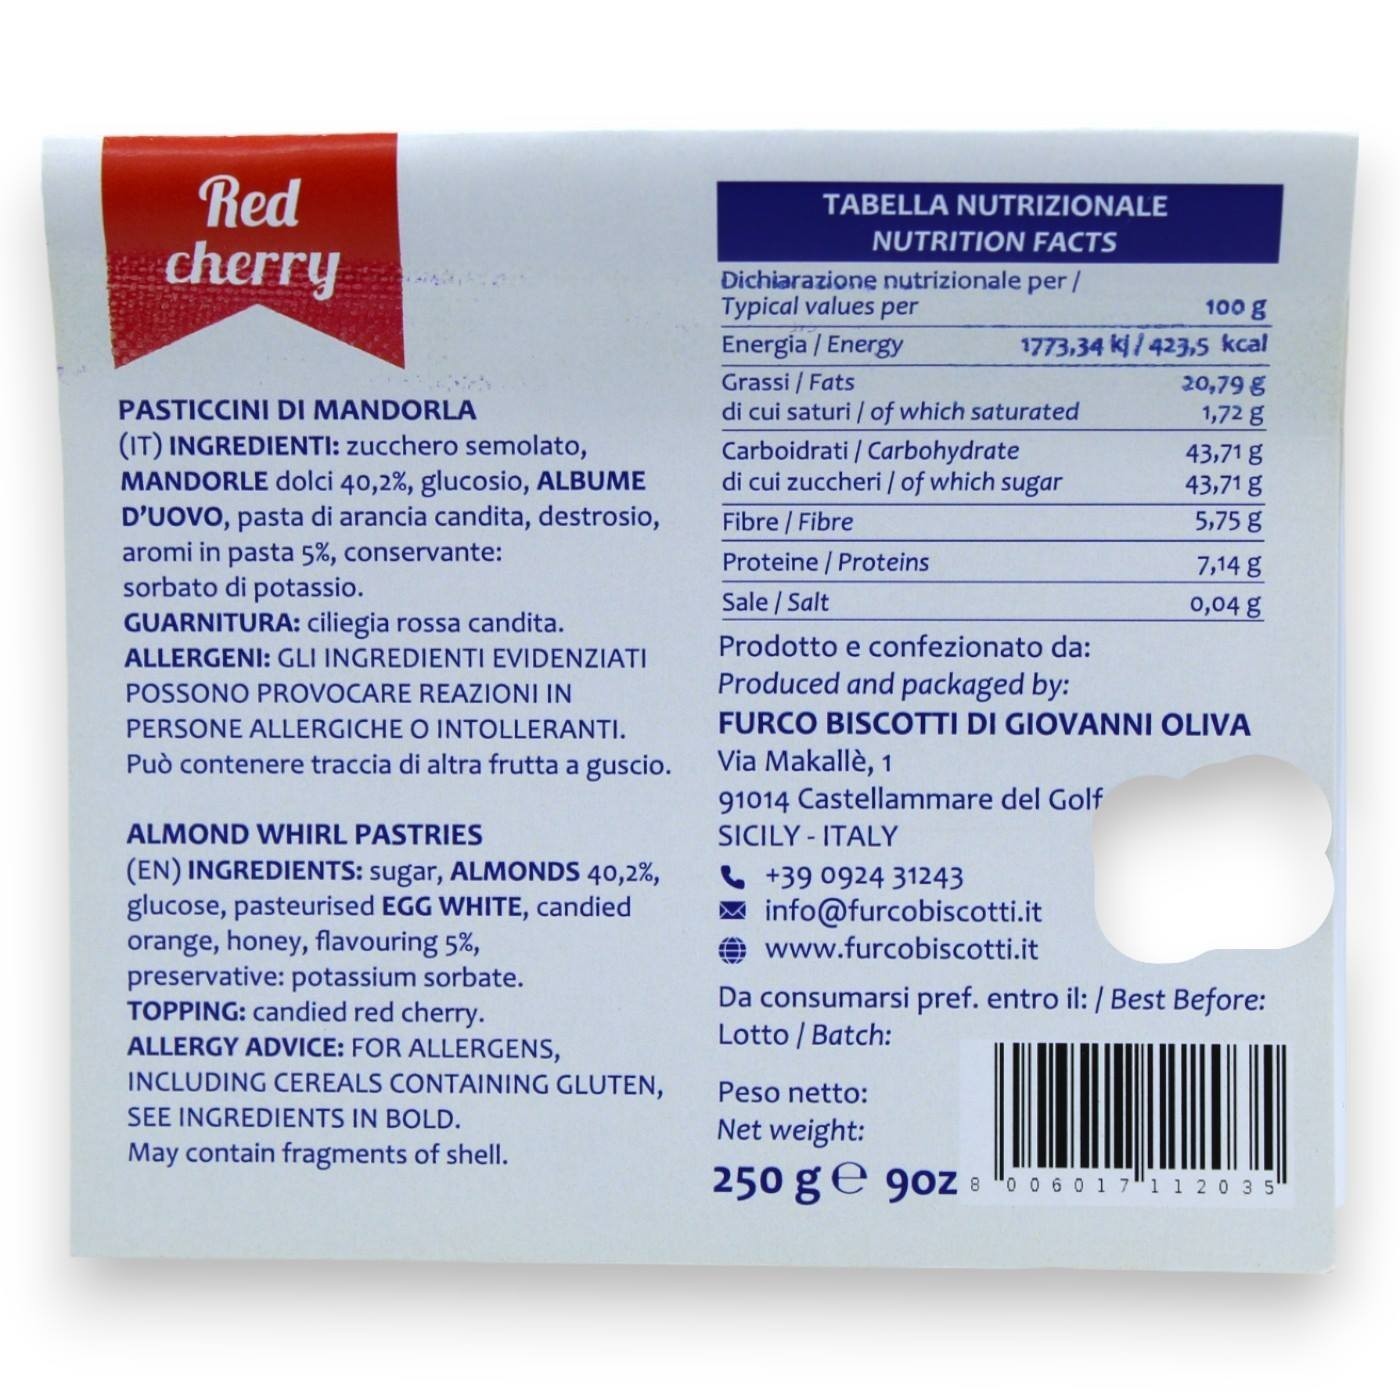 Red
cherry
PASTICCINI DI MANDORLA
(IT) INGREDIENTI: zucchero semolato,
MANDORLE dolci 40,2%, glucosio, ALBUME
D'UOVO, pasta di arancia candita, destrosio,
aromi in pasta 5%, conservante:
sorbato di potassio.
GUARNITURA: ciliegia rossa candita.
ALLERGENI: GLI INGREDIENTI EVIDENZIATI
POSSONO PROVOCARE REAZIONI IN
PERSONE ALLERGICHE O INTOLLERANTI.
Può contenere traccia di altra frutta a guscio.
ALMOND WHIRL PASTRIES
(EN) INGREDIENTS: sugar, ALMONDS 40,2%,
glucose, pasteurised EGG WHITE, candied
orange, honey, flavouring 5%,
preservative: potassium sorbate.
TOPPING: candied red cherry.
ALLERGY ADVICE: FOR ALLERGENS,
INCLUDING CEREALS CONTAINING GLUTEN,
SEE INGREDIENTS IN BOLD.
May contain fragments of shell.
TABELLA NUTRIZIONALE
NUTRITION FACTS
Dichiarazione nutrizionale per /
Typical values per 100 g
Energia / Energy 1773,34 kj / 423,5 kcal
Grassi / Fats 20,79 g
di cui saturi / of which saturated 1,72 g
Carboidrati / Carbohydrate 43,71 g
di cui zuccheri / of which sugar 43,71 g
Fibre / Fibre 5,75 g
Proteine / Proteins 7,14 g
Sale / Salt 0,04 g
Prodotto e confezionato da:
Produced and packaged by:
FURCO BISCOTTI DI GIOVANNI OLIVA
Via Makallè, 1
91014 Castellammare del Golf
SICILY - ITALY
+39 0924 31243
info@furcobiscotti.it
www.furcobiscotti.it
Da consumarsi pref. entro il: / Best Before:
Lotto / Batch:
Peso netto:
Net weight:
250 g ℮ 9oz
8 006017 112035